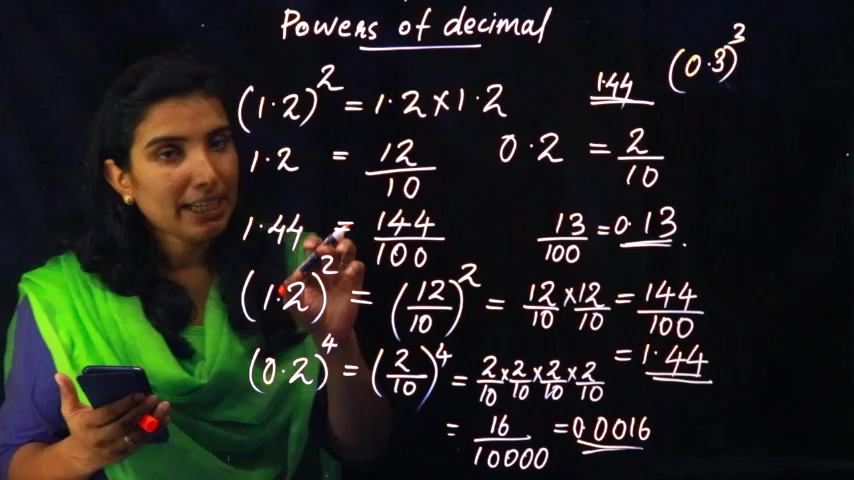 Powers of decimal
(1.2)² = 1.2 × 1.2
1.44
(0.3)³
1.2 = 12/10
0.2 = 2/10
1.44 = 144/100
13/100 = 0.13.
(1.2)² = (12/10)² = 12/10 × 12/10 = 144/100
= 1.44
(0.2)⁴ = (2/10)⁴ = 2/10 × 2/10 × 2/10 × 2/10
= 16/10000 = 0.0016